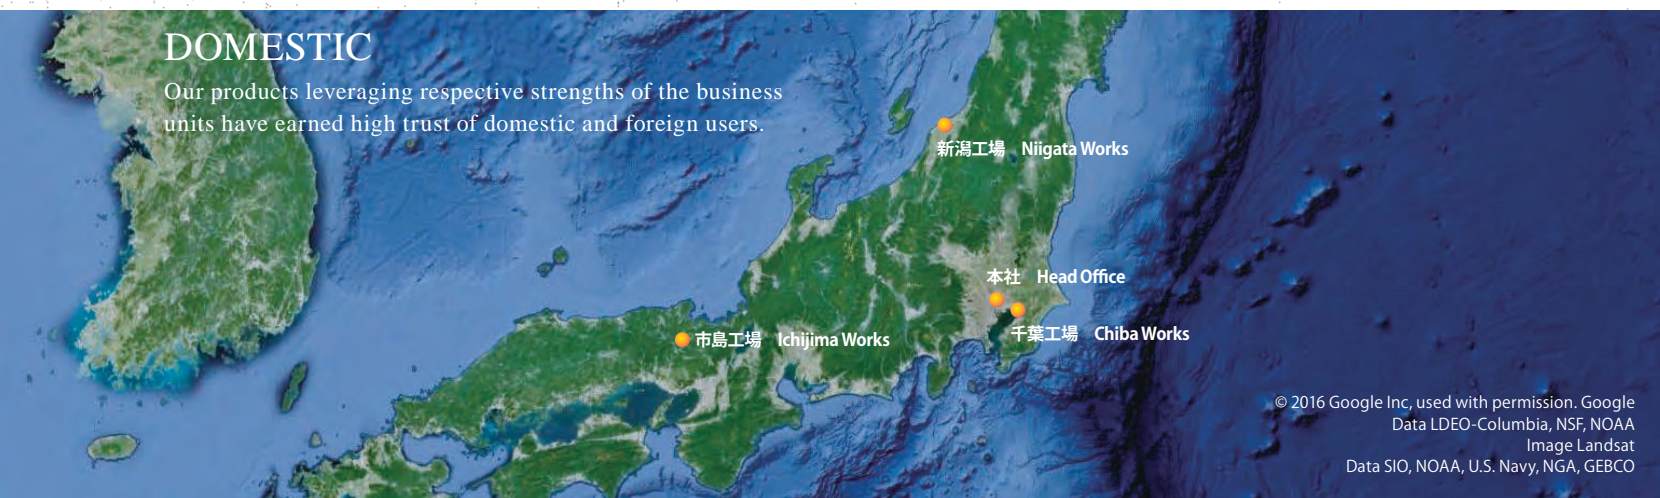 DOMESTIC
Our products leveraging respective strengths of the business
units have earned high trust of domestic and foreign users.
新潟工場 Niigata Works
本社 Head Office
千葉工場 Chiba Works
市島工場 Ichijima Works
© 2016 Google Inc, used with permission. Google
Data LDEO-Columbia, NSF, NOAA
Image Landsat
Data SIO, NOAA, U.S. Navy, NGA, GEBCO